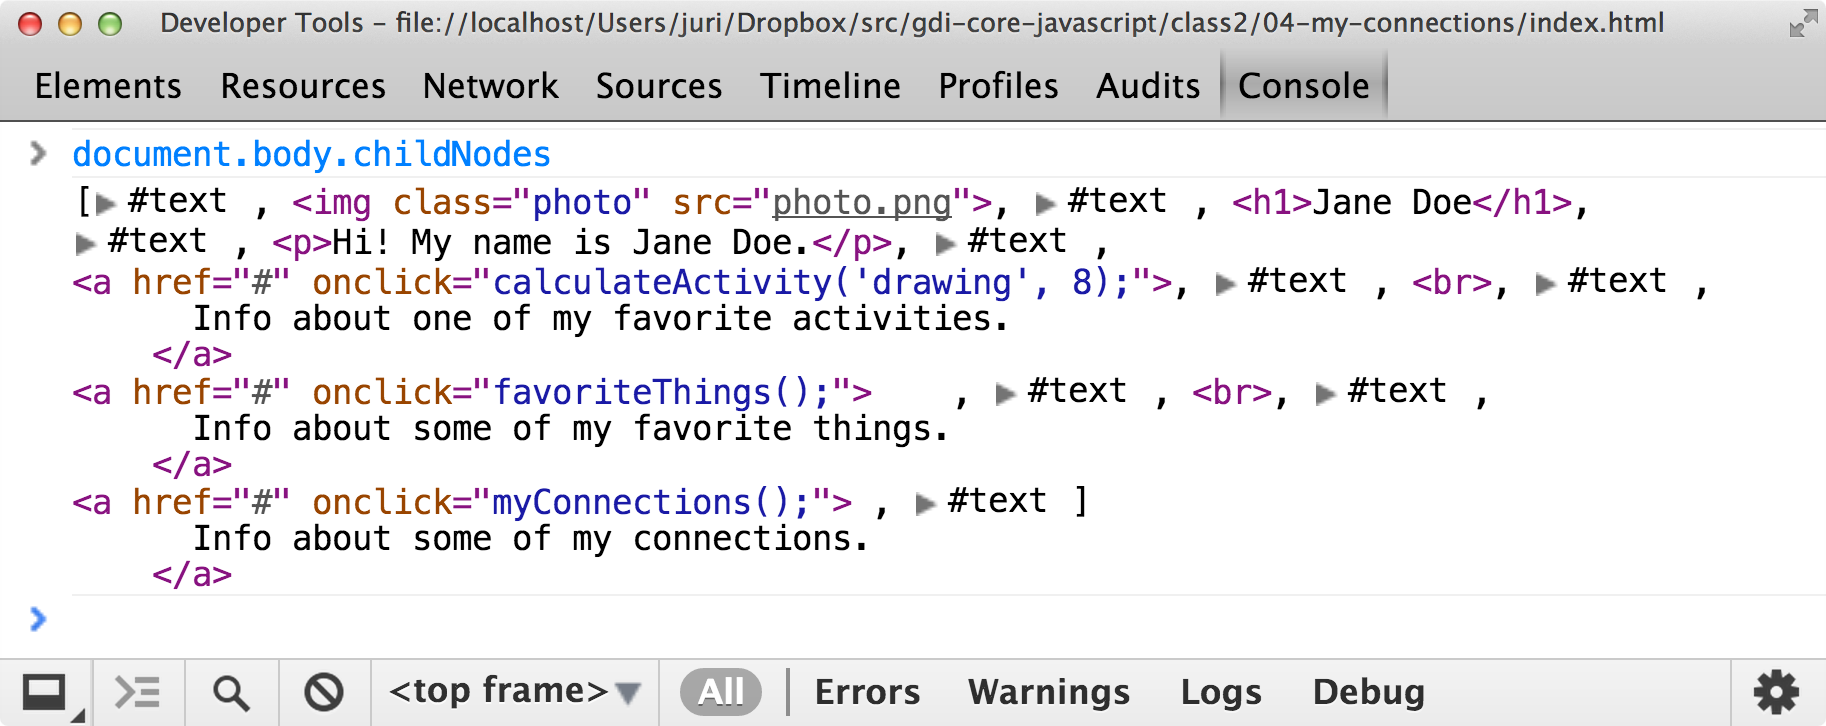 Developer Tools - file://localhost/Users/juri/Dropbox/src/gdi-core-javascript/class2/04-my-connections/index.html
Elements Resources Network Sources Timeline Profiles Audits Console
document.body.childNodes
[▶ #text , <img class="photo" src="photo.png">, ▶ #text , <h1>Jane Doe</h1>,
▶ #text , <p>Hi! My name is Jane Doe.</p>, ▶ #text ,
<a href="#" onclick="calculateActivity('drawing', 8);">, ▶ #text , <br>, ▶ #text ,
Info about one of my favorite activities.
</a>
<a href="#" onclick="favoriteThings();"> , ▶ #text , <br>, ▶ #text ,
Info about some of my favorite things.
</a>
<a href="#" onclick="myConnections();"> , ▶ #text ]
Info about some of my connections.
</a>
<top frame> All Errors Warnings Logs Debug